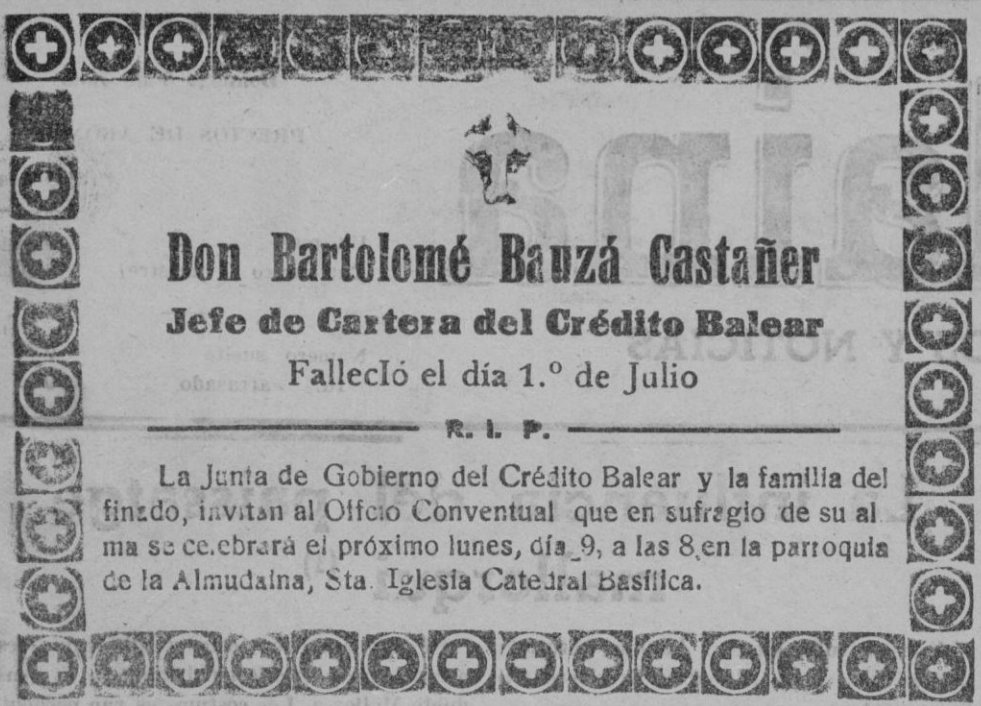 Don Bartolomé Bauzá Castañer
Jefe de Cartera del Crédito Balear
Falleció el día 1.º de Julio
R. I. P.
La Junta de Gobierno del Crédito Balear y la familia del
finado, invitan al Oficio Conventual que en sufragio de su al
ma se celebrará el próximo lunes, día 9, a las 8, en la parroquia
de la Almudaina, Sta. Iglesia Catedral Basílica.